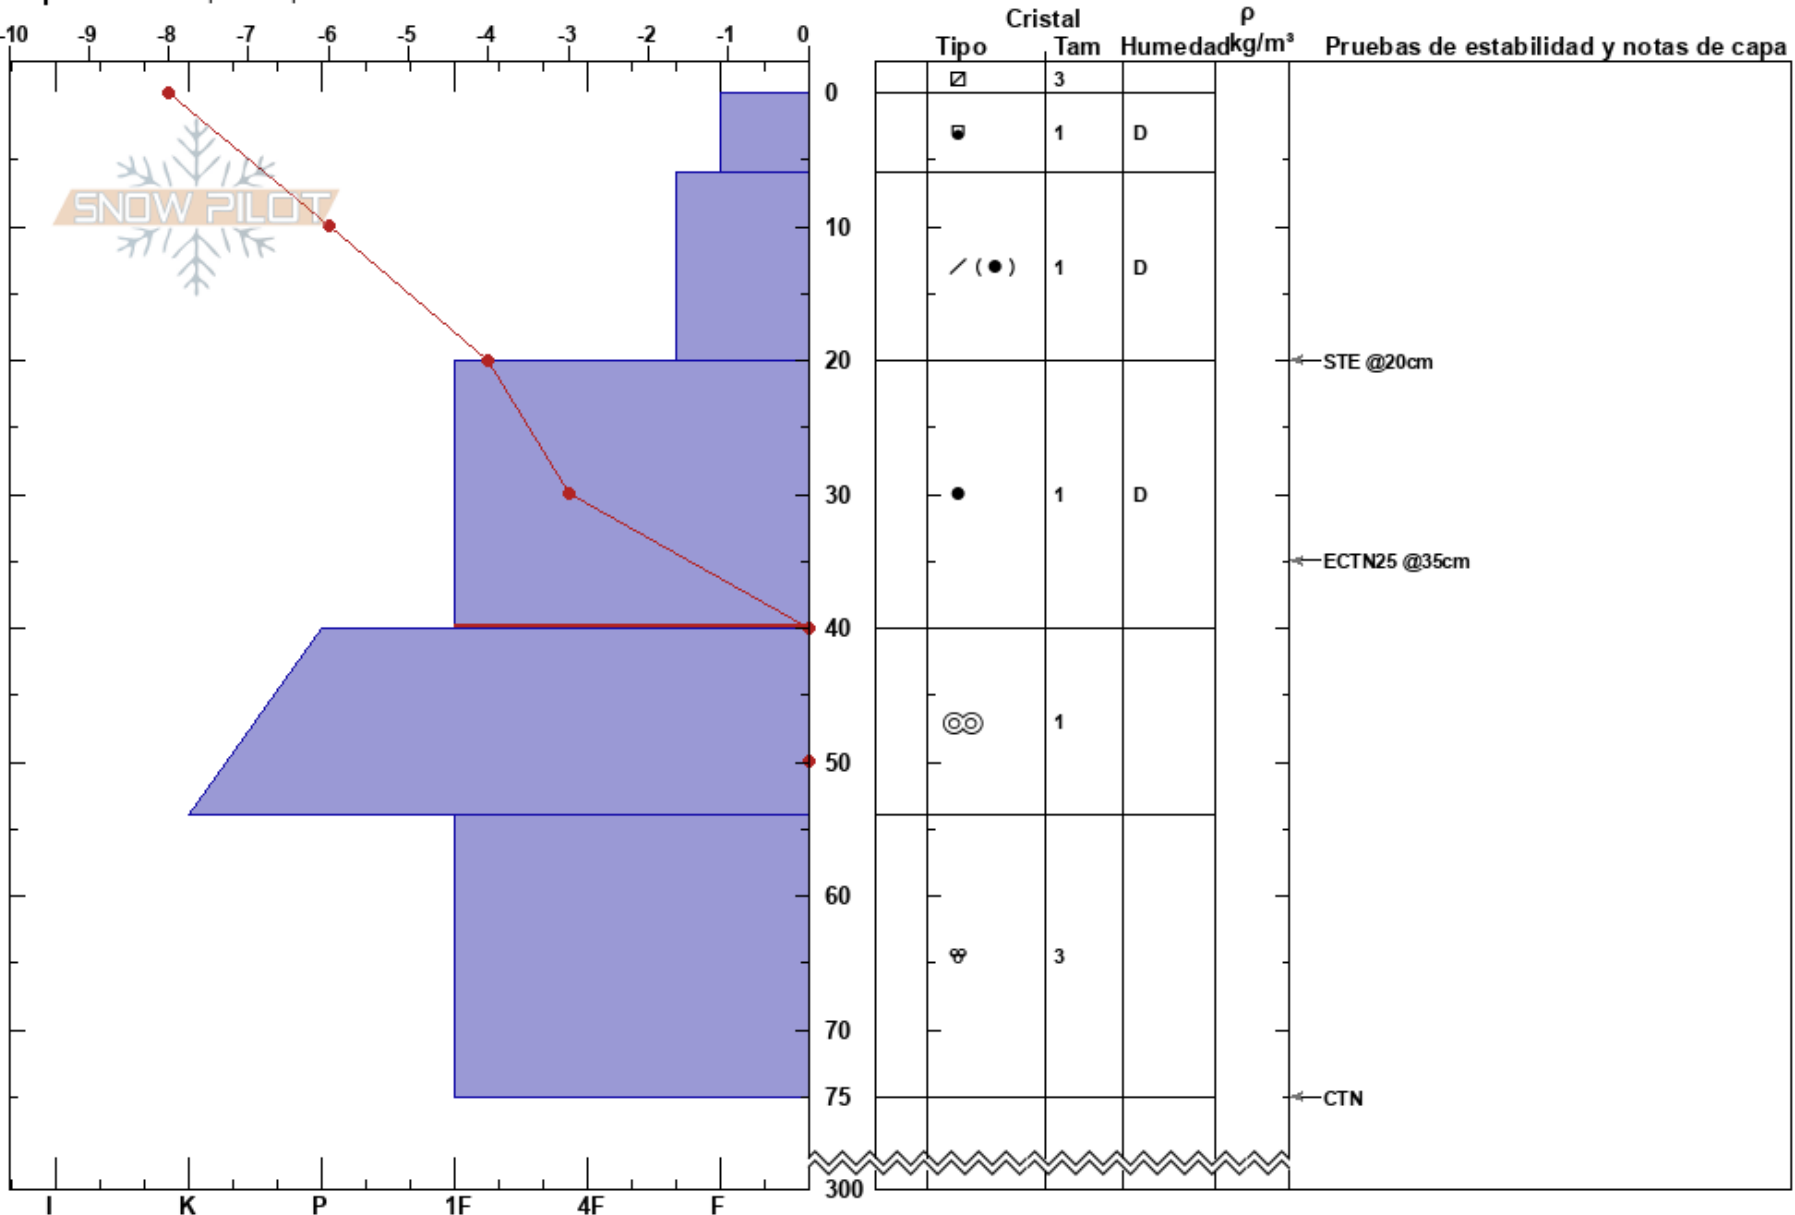 Cristal ρ
-10 -9 -8 -7 -6 -5 -4 -3 -2 -1 0 Tipo Tam Humedad kg/m³ Pruebas de estabilidad y notas de capa
3
0
1 D
SNOW PILOT
10
1 D
20 STE @20cm
30 1 D
ECTN25 @35cm
40
1
50
60
3
70
75 CTN
300
I K P 1F 4F F